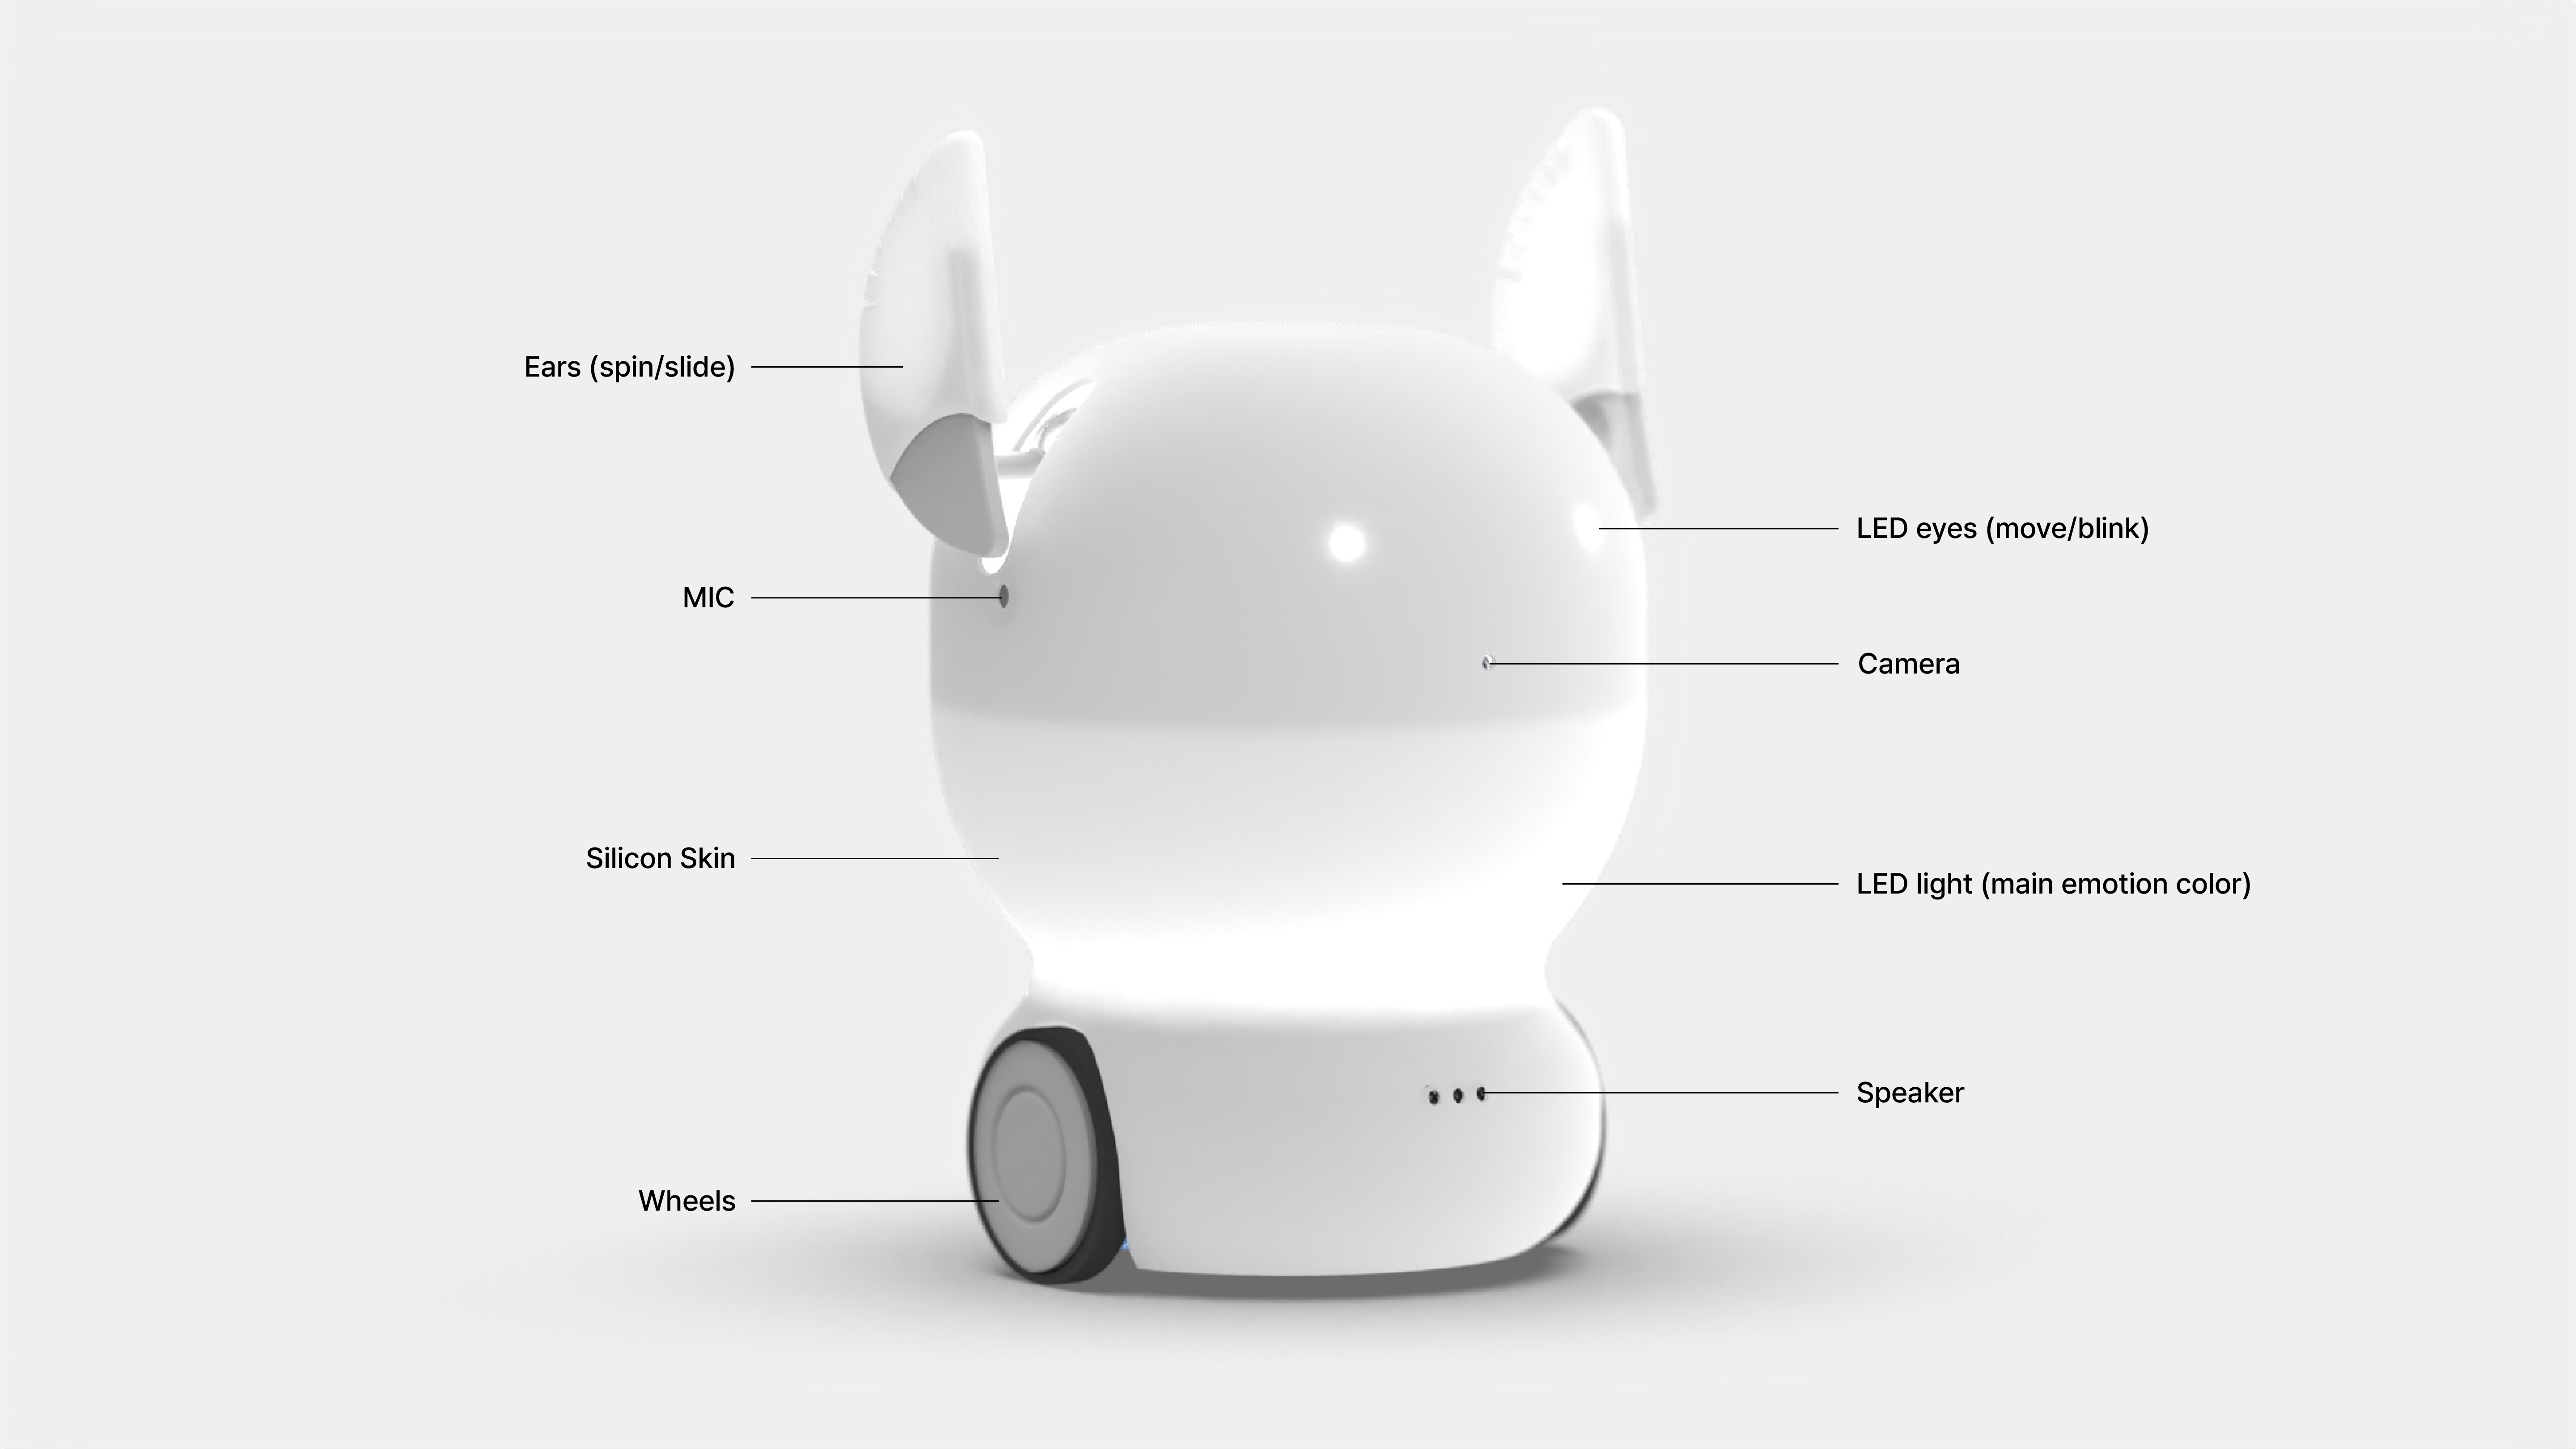 Ears (spin/slide)
LED eyes (move/blink)
MIC
Camera
Silicon Skin
LED light (main emotion color)
Speaker
Wheels